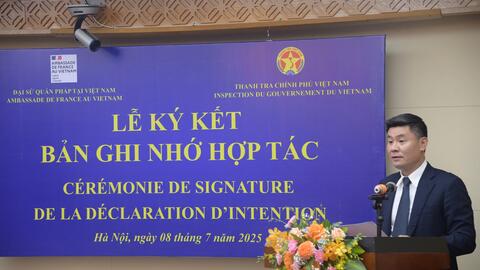 AMBASSADE
DE FRANCE
AU VIETNAM
ĐẠI SỨ QUÁN PHÁP TẠI VIỆT NAM
AMBASSADE DE FRANCE AU VIETNAM
THANH TRA CHÍNH PHỦ VIỆT NAM
INSPECTION DU GOUVERNEMENT DU VIETNAM
LỄ KÝ KẾT
BẢN GHI NHỚ HỢP TÁC
CÉRÉMONIE DE SIGNATURE
DE LA DÉCLARATION D'INTENTION
Hà Nội, ngày 08 tháng 7 năm 2025